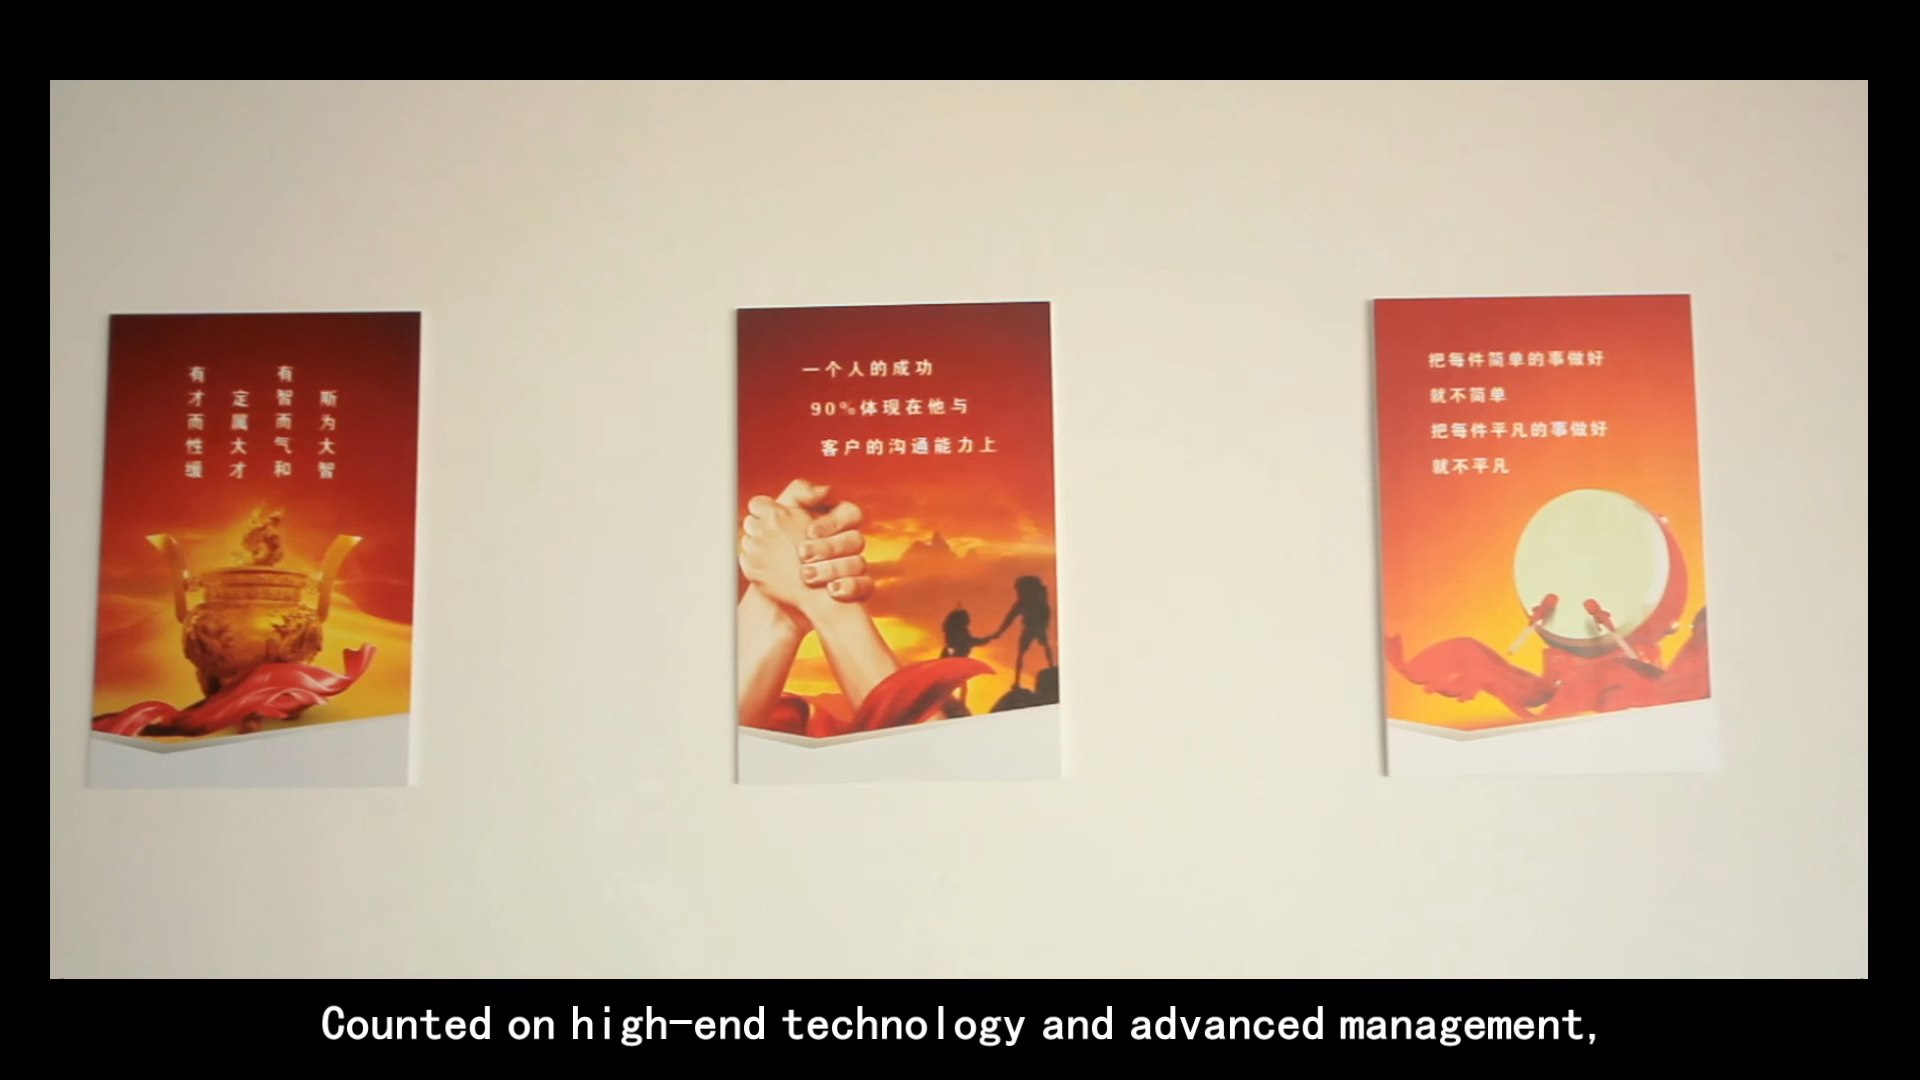 有才而性缓
定属大才
有智而气和
斯为大智
一个人的成功
90%体现在他与
客户的沟通能力上
把每件简单的事做好
就不简单
把每件平凡的事做好
就不平凡
Counted on high-end technology and advanced management,